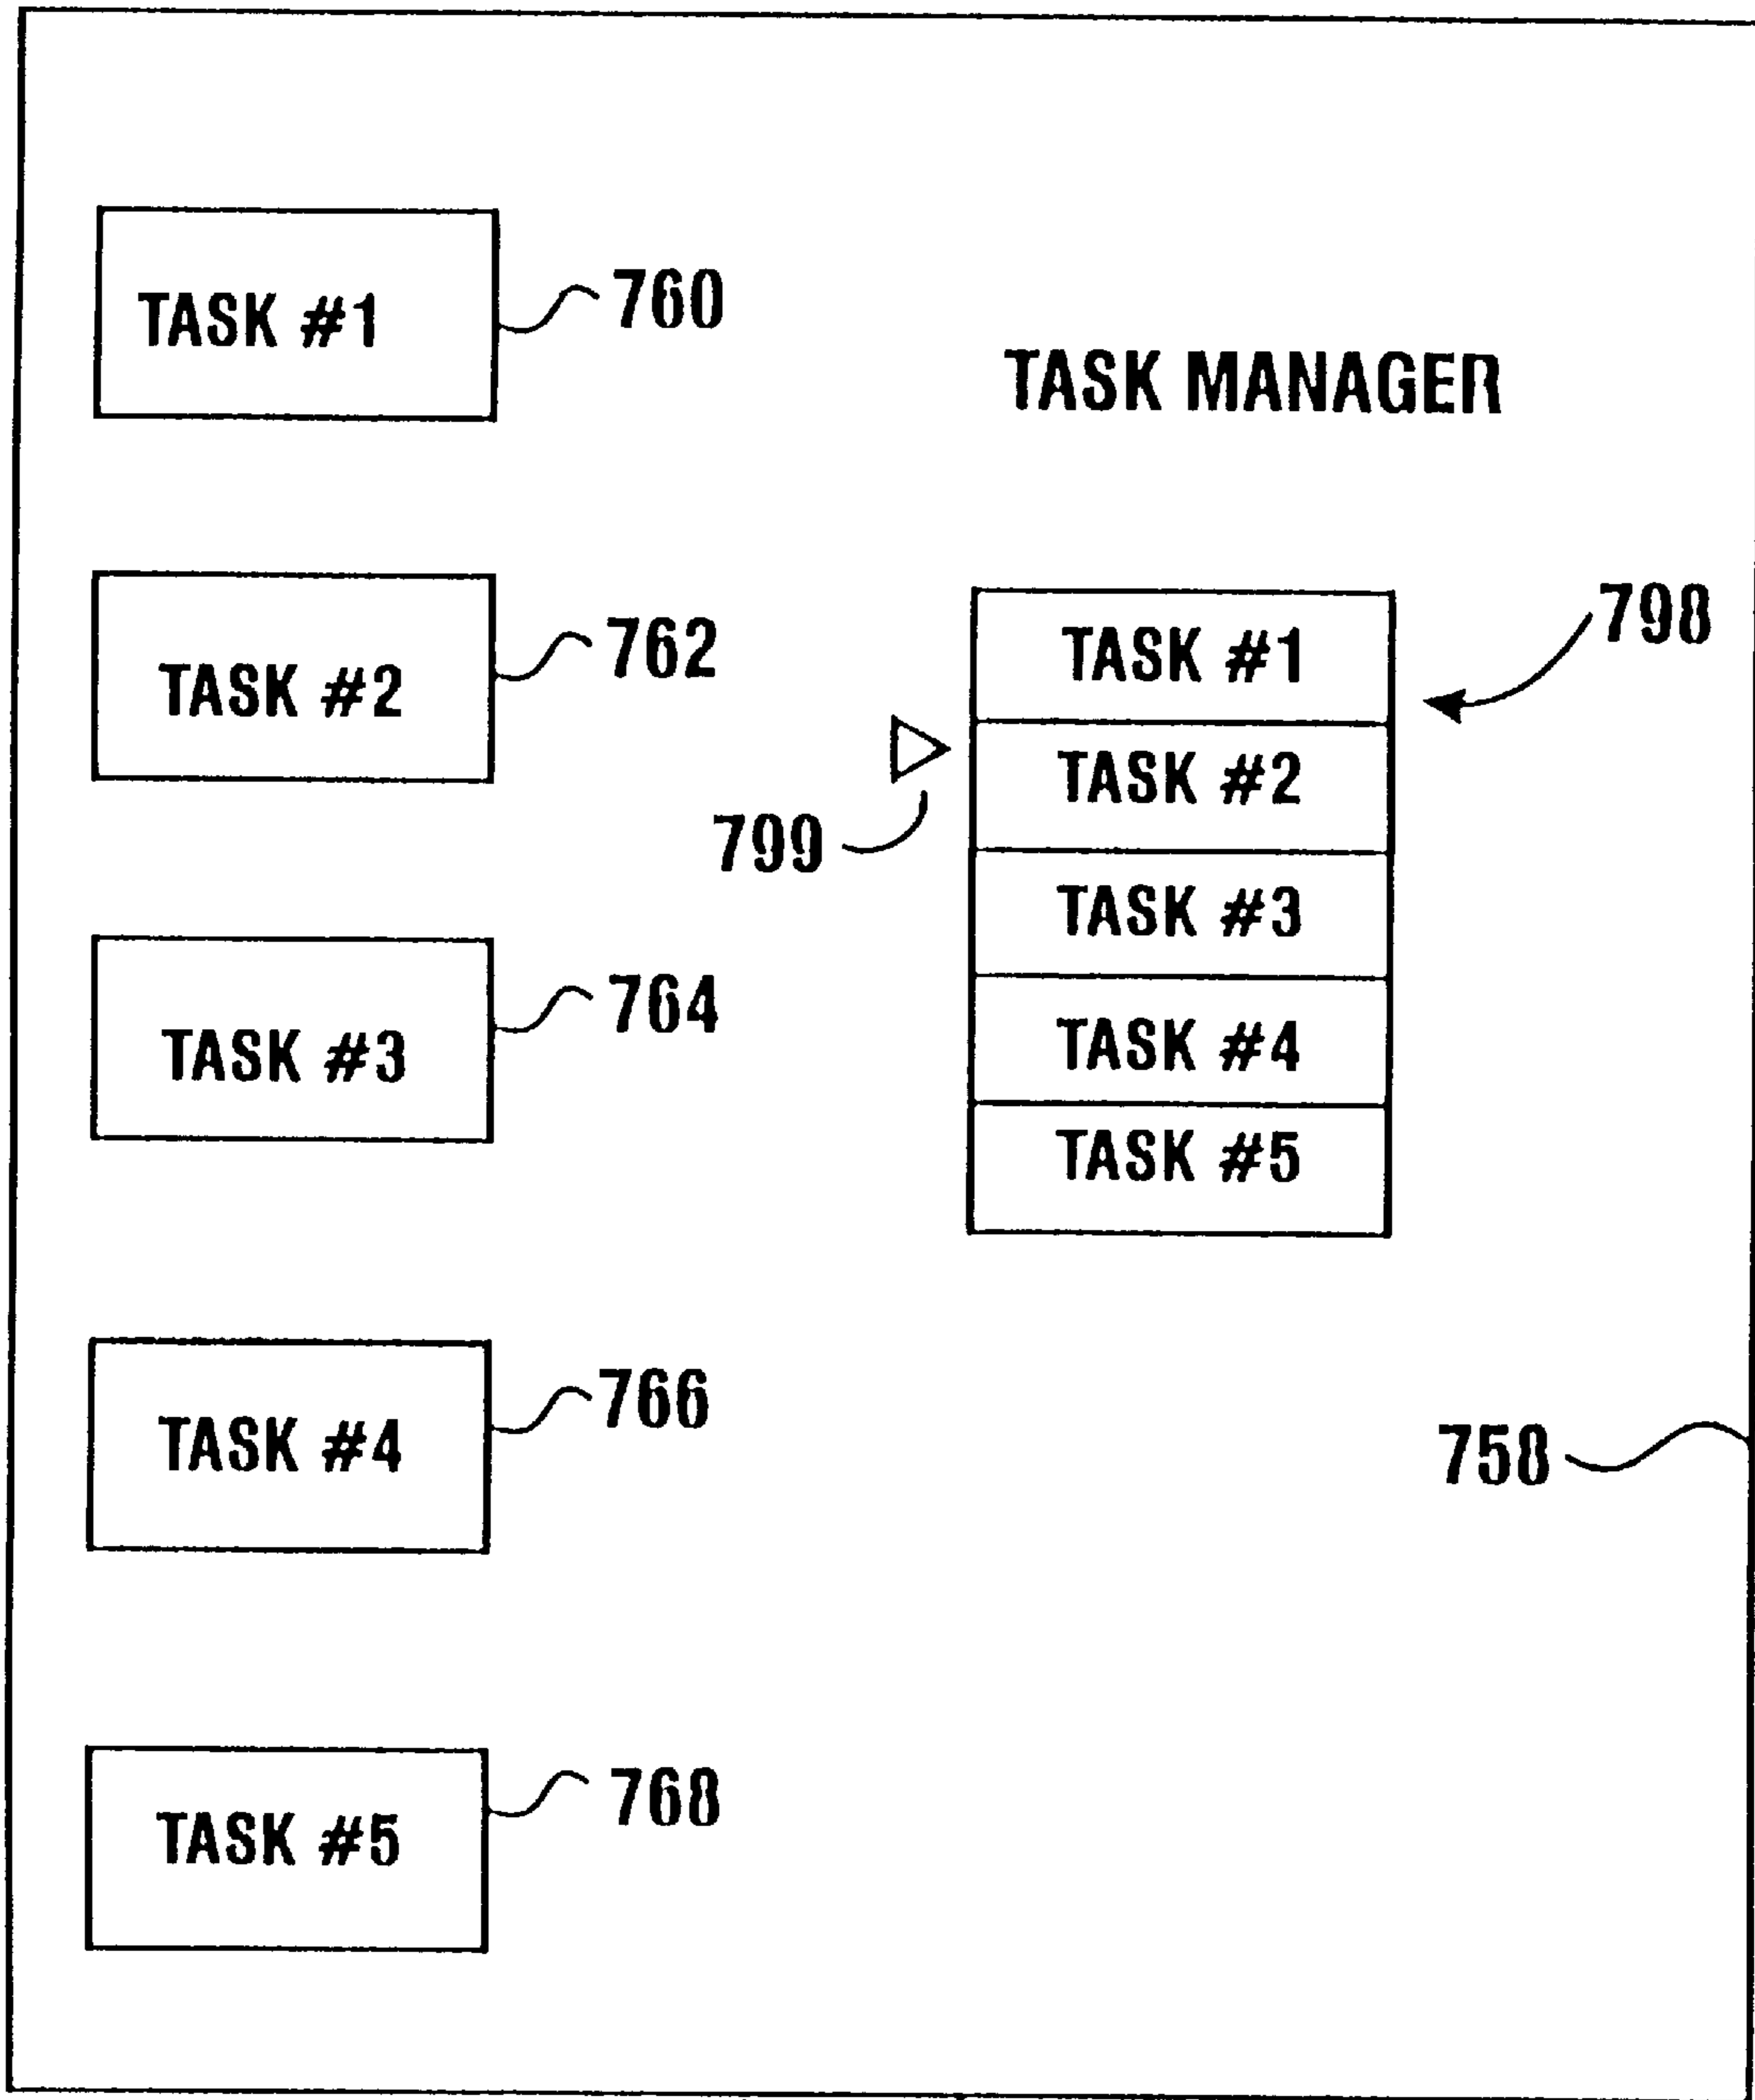 TASK #1
760
TASK MANAGER
TASK #2
762
798
TASK #1
TASK #2
799
TASK #3
TASK #4
TASK #5
TASK #3
764
TASK #4
766
758
TASK #5
768